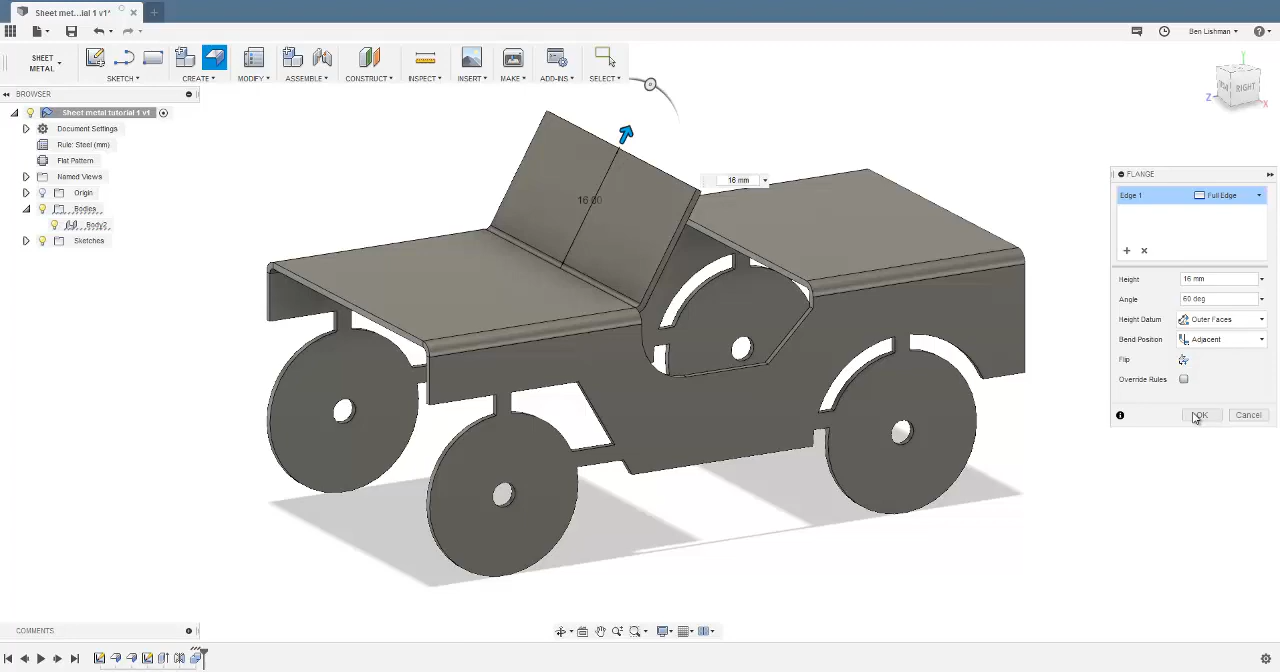 Sheet met...ial 1 v1*
Ben Lishman
SHEET METAL
SKETCH
CREATE
MODIFY
ASSEMBLE
CONSTRUCT
INSPECT
INSERT
MAKE
ADD-INS
SELECT
BROWSER
Sheet metal tutorial 1 v1
Document Settings
Rule: Steel (mm)
Flat Pattern
Named Views
Origin
Bodies
Body2
Sketches
16.00
16 mm
Y
Z
X
RIGHT
FLANGE
Edge 1
Full Edge
Height
16 mm
Angle
60 deg
Height Datum
Outer Faces
Bend Position
Adjacent
Flip
Override Rules
OK
Cancel
COMMENTS